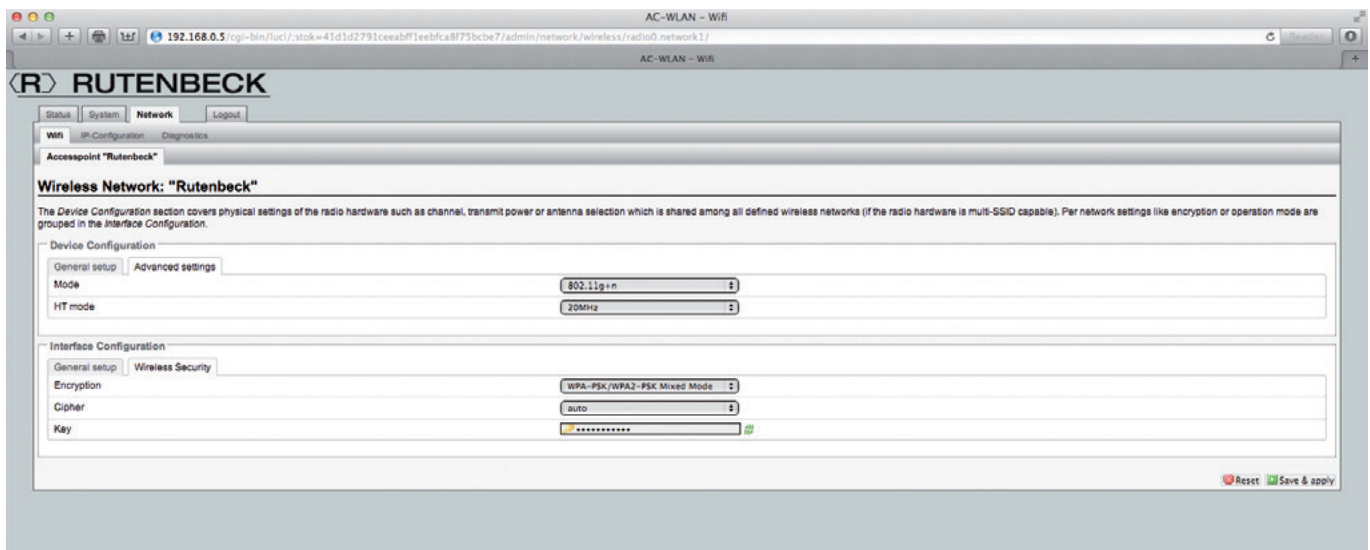 AC-WLAN – Wifi
192.168.0.5/cgi-bin/luci/;stok=41d1d2791ceeabff1eebfca8f75bcbe7/admin/network/wireless/radio0.network1/
Reader
AC-WLAN – Wifi
⟨R⟩ RUTENBECK
Status System Network Logout
Wifi IP-Configuration Diagnostics
Accesspoint "Rutenbeck"
Wireless Network: "Rutenbeck"
The Device Configuration section covers physical settings of the radio hardware such as channel, transmit power or antenna selection which is shared among all defined wireless networks (if the radio hardware is multi-SSID capable). Per network settings like encryption or operation mode are
grouped in the Interface Configuration.
Device Configuration
General setup Advanced settings
Mode 802.11g+n
HT mode 20MHz
Interface Configuration
General setup Wireless Security
Encryption WPA-PSK/WPA2-PSK Mixed Mode
Cipher auto
Key •••••••••••
Reset Save & apply